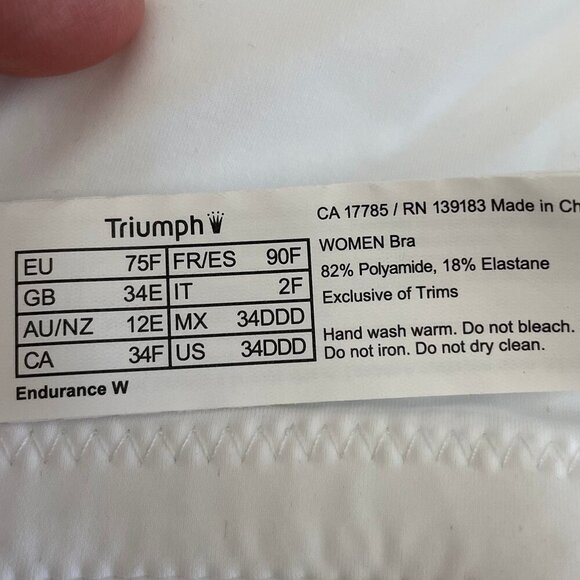 Triumph
EU 75F FR/ES 90F
GB 34E IT 2F
AU/NZ 12E MX 34DDD
CA 34F US 34DDD
Endurance W
CA 17785 / RN 139183 Made in Ch
WOMEN Bra
82% Polyamide, 18% Elastane
Exclusive of Trims
Hand wash warm. Do not bleach.
Do not iron. Do not dry clean.